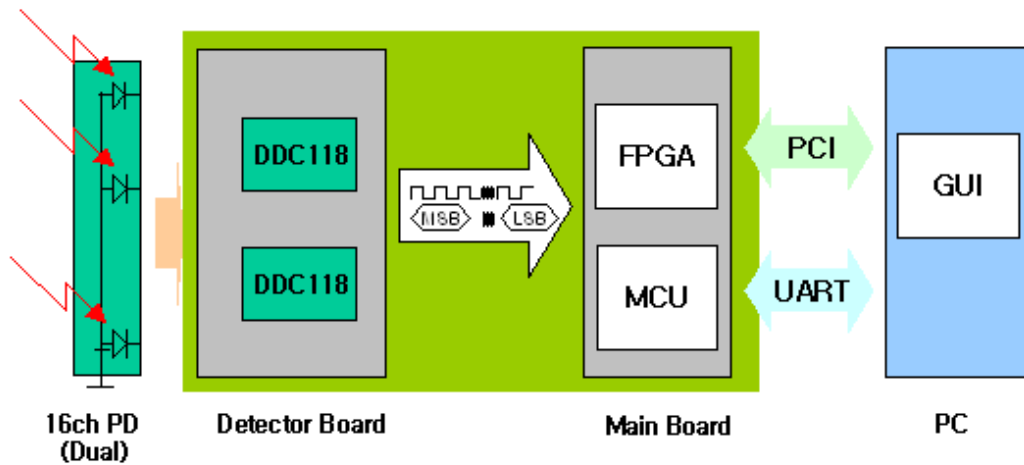 DDC118
DDC118
MSB
LSB
FPGA
MCU
PCI
UART
GUI
16ch PD
(Dual)
Detector Board
Main Board
PC